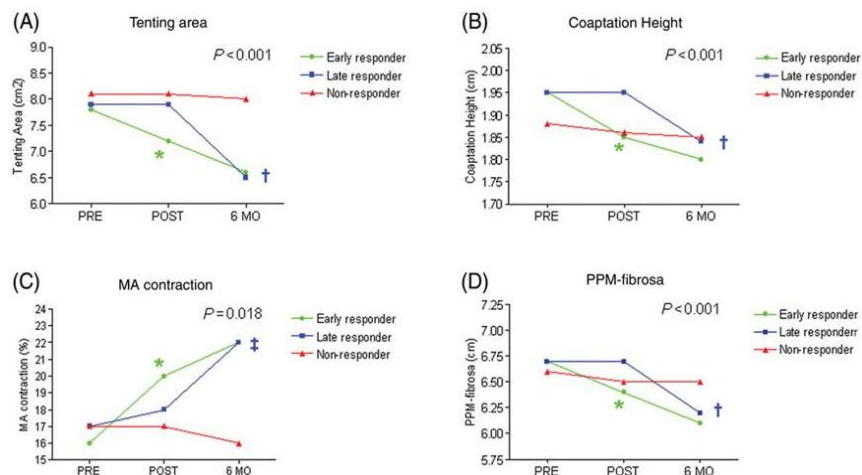 (A)
Tenting area
P<0.001
Tenting Area (cm2)
9.0
8.5
8.0
7.5
7.0
6.5
6.0
*
†
PRE
POST
6 MO
Early responder
Late responder
Non-responder
(B)
Coaptation Height
P<0.001
Coaptation Height (cm)
2.05
2.00
1.95
1.90
1.85
1.80
1.75
1.70
*
†
PRE
POST
6 MO
Early responder
Late responder
Non-responder
(C)
MA contraction
P=0.018
MA contraction (%)
24
23
22
21
20
19
18
17
16
15
*
‡
PRE
POST
6 MO
Early responder
Late responder
Non-responder
(D)
PPM-fibrosa
P<0.001
PPM-fibrosa (cm)
7.25
7.00
6.75
6.50
6.25
6.00
5.75
*
†
PRE
POST
6 MO
Early responder
Late responderr
Non-responder